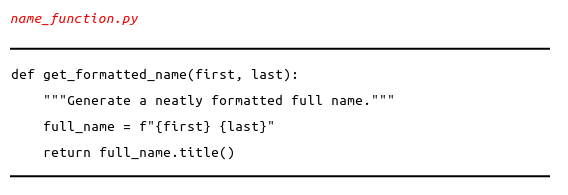 name_function.py
def get_formatted_name(first, last):
    """Generate a neatly formatted full name."""
    full_name = f"{first} {last}"
    return full_name.title()